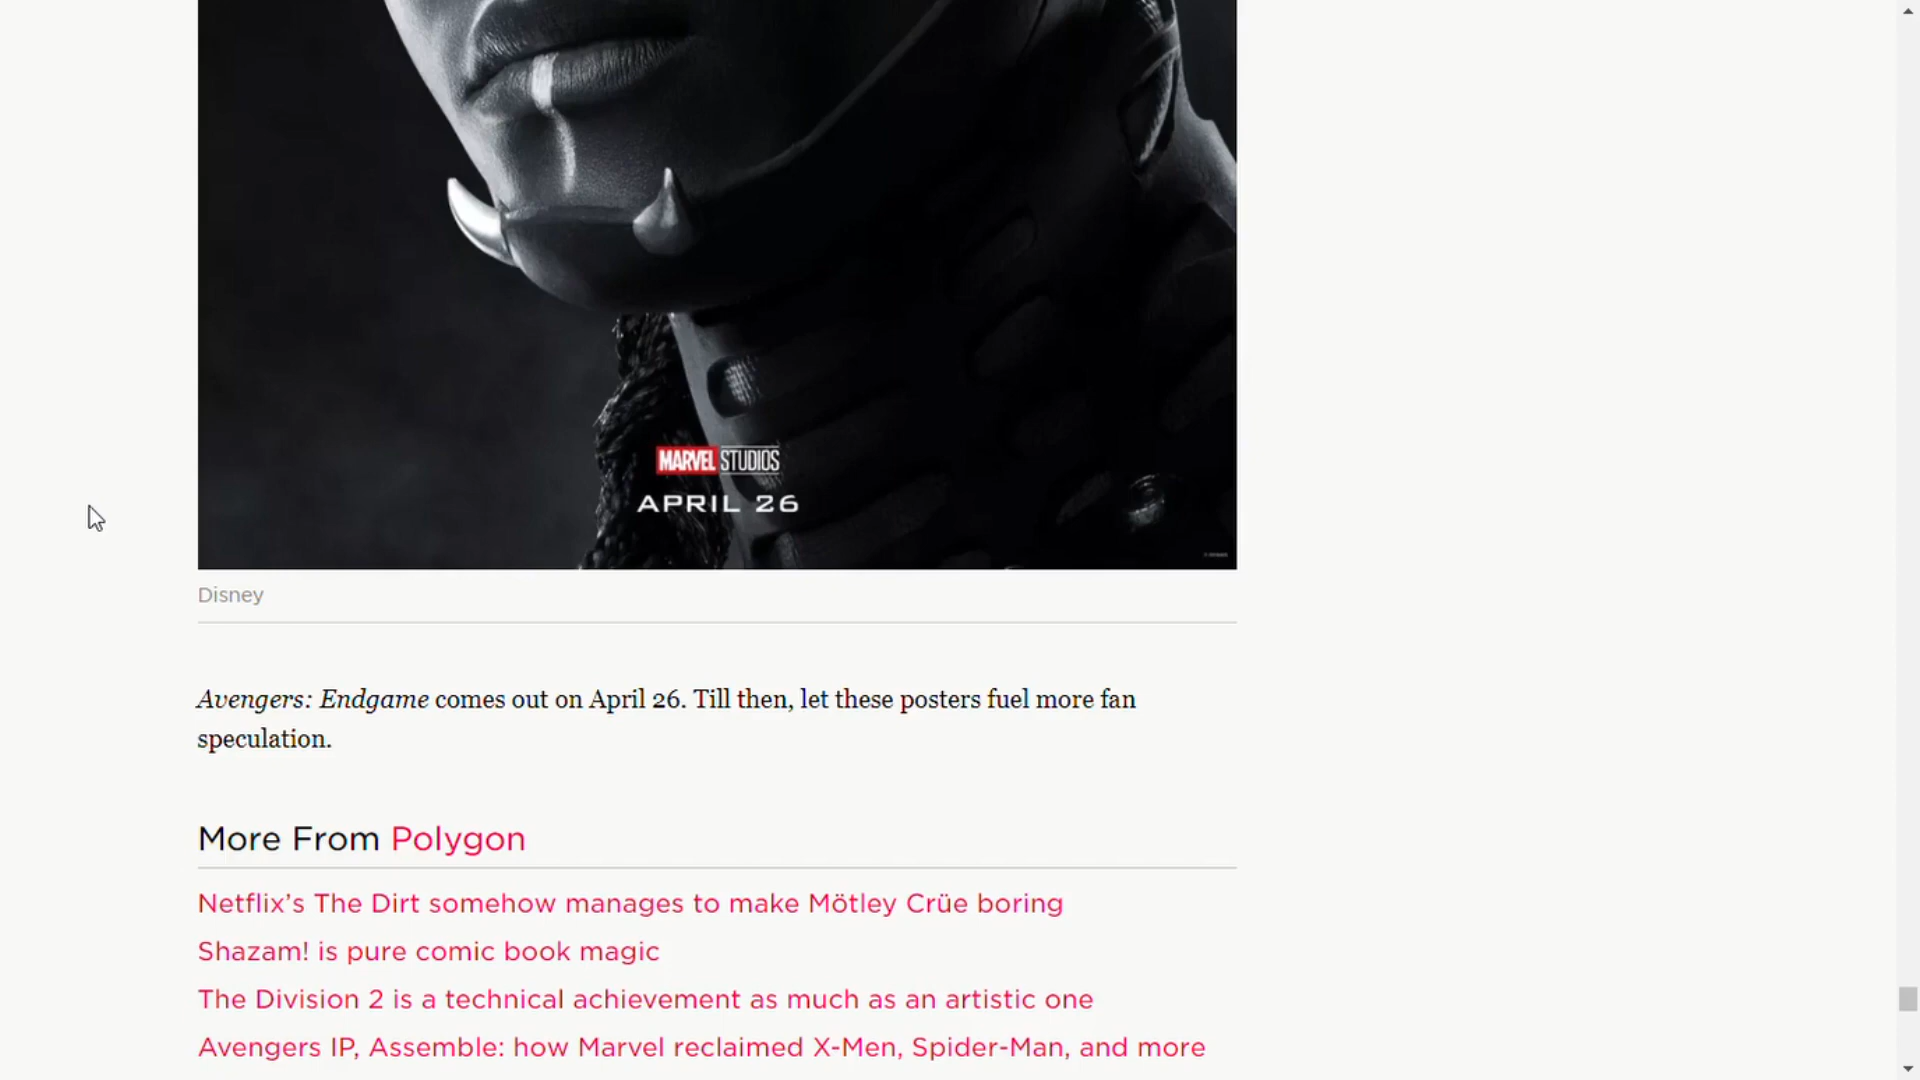 MARVEL STUDIOS
APRIL 26
Disney
Avengers: Endgame comes out on April 26. Till then, let these posters fuel more fan
speculation.
More From Polygon
Netflix’s The Dirt somehow manages to make Mötley Crüe boring
Shazam! is pure comic book magic
The Division 2 is a technical achievement as much as an artistic one
Avengers IP, Assemble: how Marvel reclaimed X-Men, Spider-Man, and more